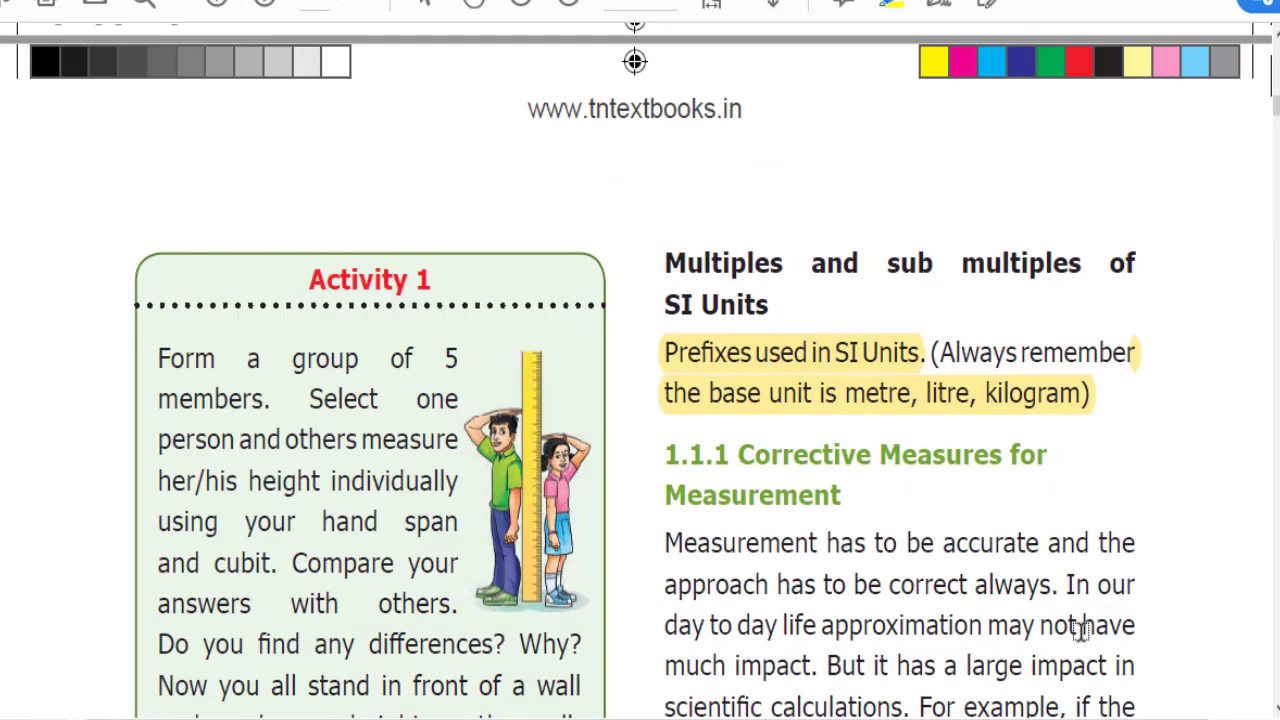 www.tntextbooks.in
Activity 1
Form a group of 5
members. Select one
person and others measure
her/his height individually
using your hand span
and cubit. Compare your
answers with others.
Do you find any differences? Why?
Now you all stand in front of a wall
Multiples and sub multiples of
SI Units
Prefixes used in SI Units. (Always remember
the base unit is metre, litre, kilogram)
1.1.1 Corrective Measures for
Measurement
Measurement has to be accurate and the
approach has to be correct always. In our
day to day life approximation may not have
much impact. But it has a large impact in
scientific calculations. For example, if the